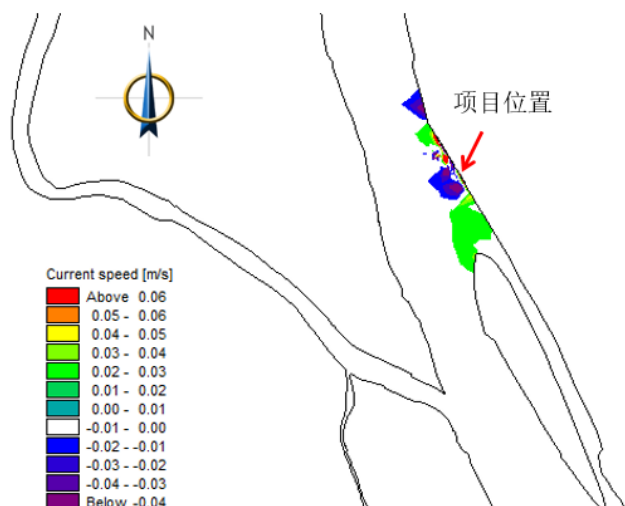 N
项目位置
Current speed [m/s]
Above 0.06
0.05 - 0.06
0.04 - 0.05
0.03 - 0.04
0.02 - 0.03
0.01 - 0.02
0.00 - 0.01
-0.01 - 0.00
-0.02 - -0.01
-0.03 - -0.02
-0.04 - -0.03
Below -0.04